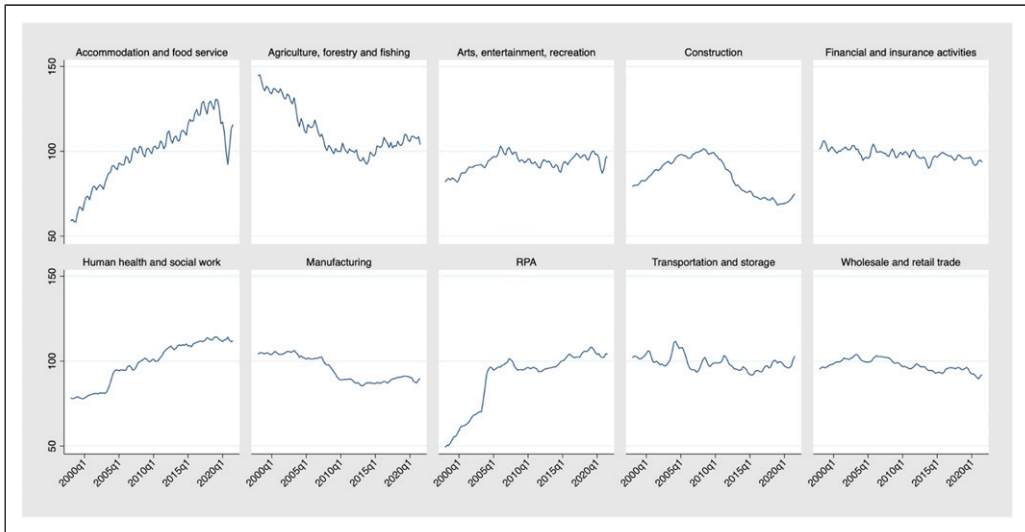 Accommodation and food service
Agriculture, forestry and fishing
Arts, entertainment, recreation
Construction
Financial and insurance activities
150
100
50
Human health and social work
Manufacturing
RPA
Transportation and storage
Wholesale and retail trade
150
100
50
2000q1 2005q1 2010q1 2015q1 2020q1
2000q1 2005q1 2010q1 2015q1 2020q1
2000q1 2005q1 2010q1 2015q1 2020q1
2000q1 2005q1 2010q1 2015q1 2020q1
2000q1 2005q1 2010q1 2015q1 2020q1